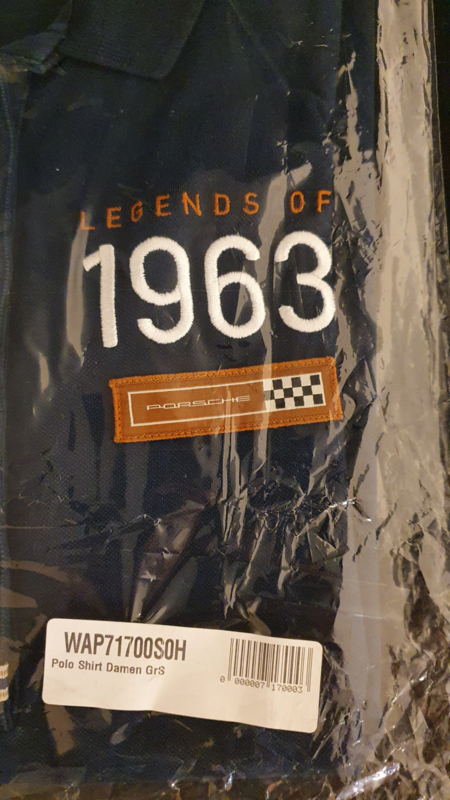 LEGENDS OF
1963
PORSCHE
WAP71700S0H
Polo Shirt Damen GrS
0 000007 170003